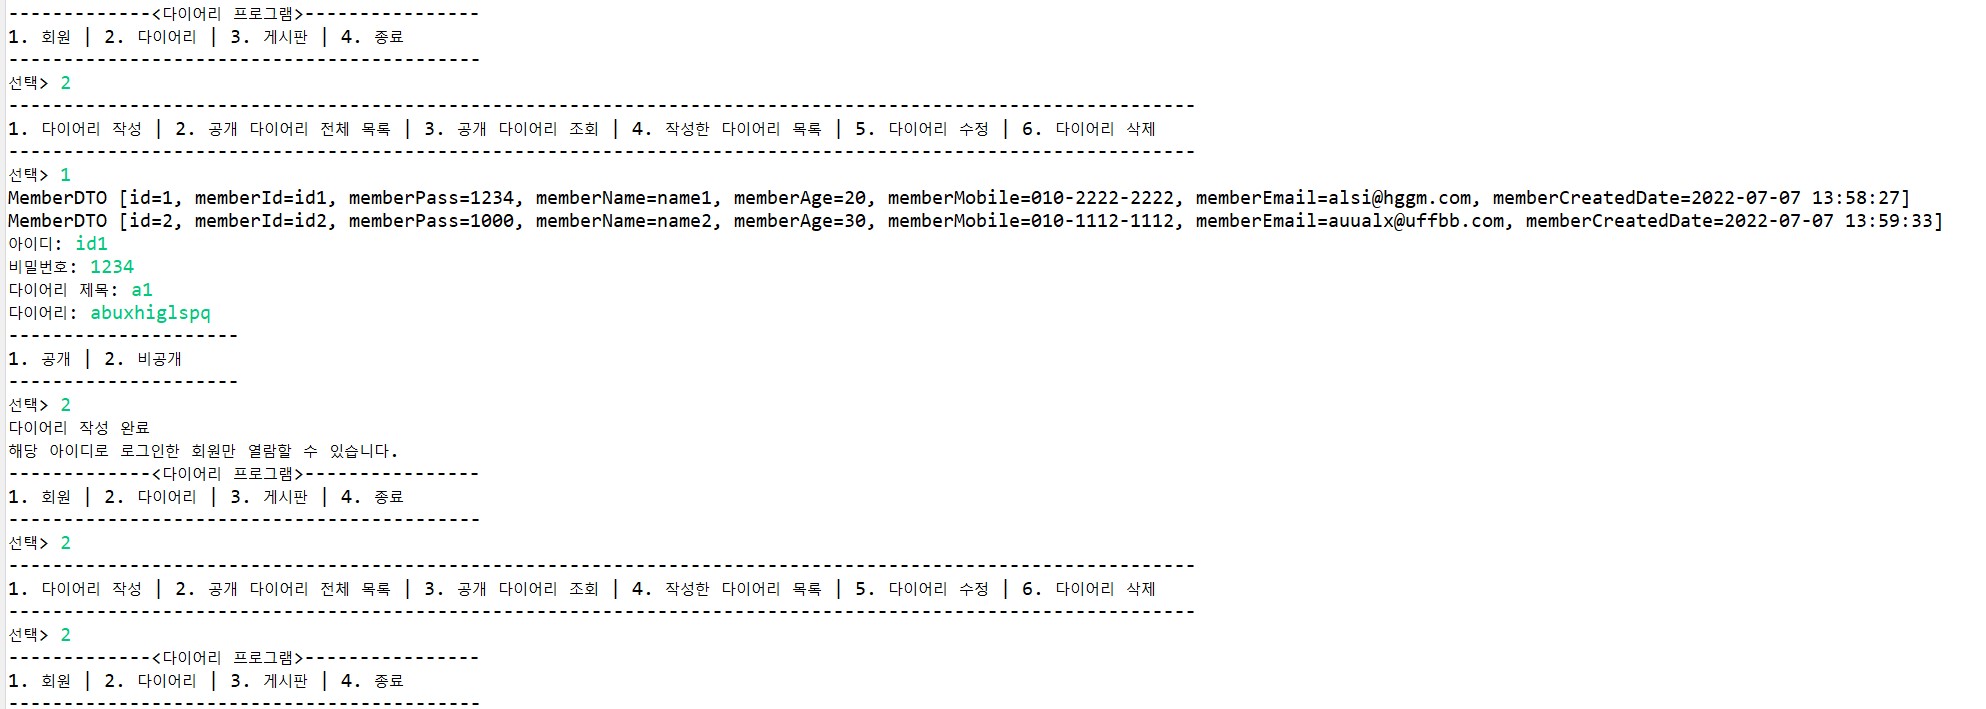 -------------<다이어리 프로그램>----------------
1. 회원 | 2. 다이어리 | 3. 게시판 | 4. 종료
-------------------------------------------
선택> 2
------------------------------------------------------------------------------------------------------------
1. 다이어리 작성 | 2. 공개 다이어리 전체 목록 | 3. 공개 다이어리 조회 | 4. 작성한 다이어리 목록 | 5. 다이어리 수정 | 6. 다이어리 삭제
------------------------------------------------------------------------------------------------------------
선택> 1
MemberDTO [id=1, memberId=id1, memberPass=1234, memberName=name1, memberAge=20, memberMobile=010-2222-2222, memberEmail=alsi@hggm.com, memberCreatedDate=2022-07-07 13:58:27]
MemberDTO [id=2, memberId=id2, memberPass=1000, memberName=name2, memberAge=30, memberMobile=010-1112-1112, memberEmail=auualx@uffbb.com, memberCreatedDate=2022-07-07 13:59:33]
아이디: id1
비밀번호: 1234
다이어리 제목: a1
다이어리: abuxhiglspq
---------------------
1. 공개 | 2. 비공개
---------------------
선택> 2
다이어리 작성 완료
해당 아이디로 로그인한 회원만 열람할 수 있습니다.
-------------<다이어리 프로그램>----------------
1. 회원 | 2. 다이어리 | 3. 게시판 | 4. 종료
-------------------------------------------
선택> 2
------------------------------------------------------------------------------------------------------------
1. 다이어리 작성 | 2. 공개 다이어리 전체 목록 | 3. 공개 다이어리 조회 | 4. 작성한 다이어리 목록 | 5. 다이어리 수정 | 6. 다이어리 삭제
------------------------------------------------------------------------------------------------------------
선택> 2
-------------<다이어리 프로그램>----------------
1. 회원 | 2. 다이어리 | 3. 게시판 | 4. 종료
-------------------------------------------